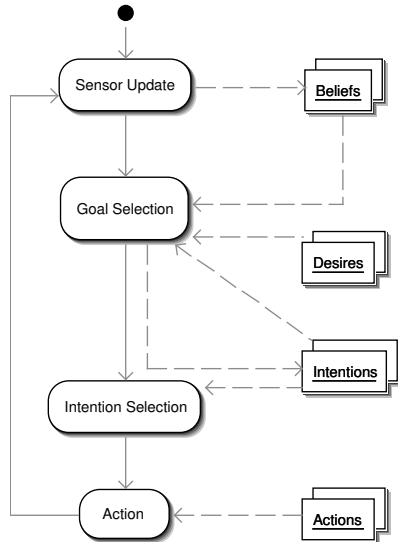 Sensor Update
Beliefs
Goal Selection
Desires
Intentions
Intention Selection
Action
Actions